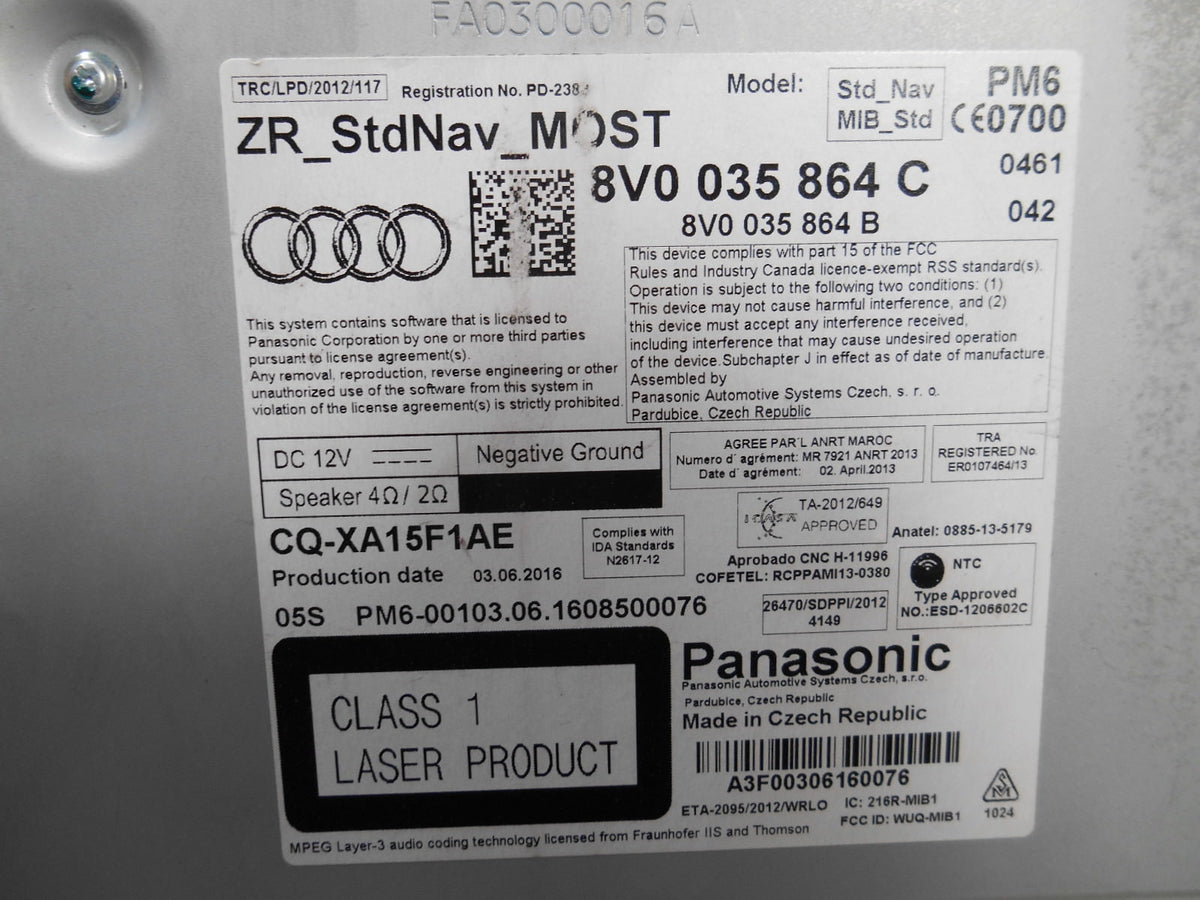 FA0300016A
TRC/LPD/2012/117
Registration No. PD-238
Model:
Std_Nav
MIB_Std
PM6
CE0700
ZR_StdNav_MOST
8V0 035 864 C
0461
8V0 035 864 B
042
This device complies with part 15 of the FCC
Rules and Industry Canada licence-exempt RSS standard(s).
Operation is subject to the following two conditions: (1)
This device may not cause harmful interference, and (2)
this device must accept any interference received,
including interference that may cause undesired operation
of the device.Subchapter J in effect as of date of manufacture.
Assembled by
Panasonic Automotive Systems Czech, s. r. o.
Pardubice, Czech Republic
This system contains software that is licensed to
Panasonic Corporation by one or more third parties
pursuant to license agreement(s).
Any removal, reproduction, reverse engineering or other
unauthorized use of the software from this system in
violation of the license agreement(s) is strictly prohibited.
DC 12V
Negative Ground
Speaker 4Ω/ 2Ω
AGREE PAR'L ANRT MAROC
Numero d' agrément: MR 7921 ANRT 2013
Date d' agrément: 02. April.2013
TRA
REGISTERED No.
ER0107464/13
CQ-XA15F1AE
Complies with
IDA Standards
N2617-12
TA-2012/649
APPROVED
Anatel: 0885-13-5179
Production date 03.06.2016
Aprobado CNC H-11996
COFETEL: RCPPAMI13-0380
NTC
Type Approved
NO.:ESD-1206602C
05S PM6-00103.06.1608500076
26470/SDPPI/2012
4149
CLASS 1
LASER PRODUCT
Panasonic
Panasonic Automotive Systems Czech, s.r.o.
Pardubice, Czech Republic
Made in Czech Republic
A3F00306160076
ETA-2095/2012/WRLO
IC: 216R-MIB1
FCC ID: WUQ-MIB1
1024
MPEG Layer-3 audio coding technology licensed from Fraunhofer IIS and Thomson